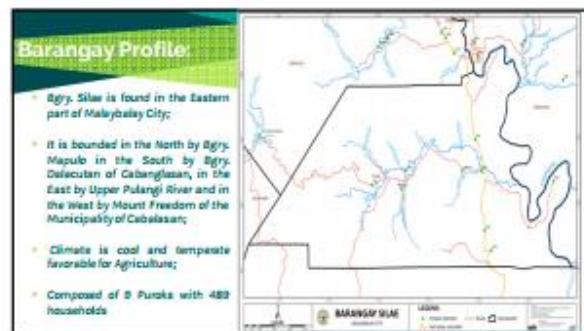 Barangay Profile:
Bgry. Silae is found in the Eastern
part of Malaybalay City;
It is bounded in the North by Bgry.
Mapulo in the South by Bgry.
Dalacutan of Cabanglasan, in the
East by Upper Pulangi River and in
the West by Mount Freedom of the
Municipality of Cabalasan;
Climate is cool and temperate
favorable for Agriculture;
Composed of 9 Puroks with 489
households
BARANGAY SILAE
LEGEND: